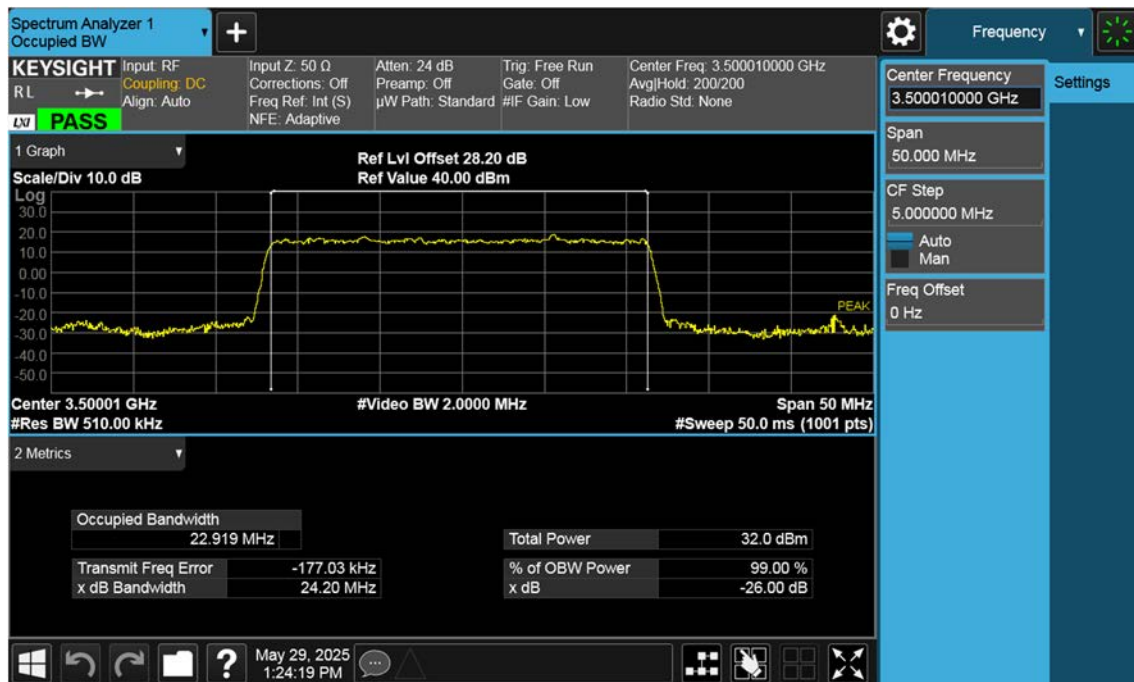 Spectrum Analyzer 1
Occupied BW
Frequency
KEYSIGHT
R L
LXI PASS
Input: RF
Coupling: DC
Align: Auto
Input Z: 50 Ω
Corrections: Off
Freq Ref: Int (S)
NFE: Adaptive
Atten: 24 dB
Preamp: Off
µW Path: Standard
Trig: Free Run
Gate: Off
#IF Gain: Low
Center Freq: 3.500010000 GHz
Avg|Hold: 200/200
Radio Std: None
1 Graph
Scale/Div 10.0 dB
Ref Lvl Offset 28.20 dB
Ref Value 40.00 dBm
Log
30.0
20.0
10.0
0.00
-10.0
-20.0
-30.0
-40.0
-50.0
PEAK
Center 3.50001 GHz
#Video BW 2.0000 MHz
Span 50 MHz
#Res BW 510.00 kHz
#Sweep 50.0 ms (1001 pts)
2 Metrics
Occupied Bandwidth
22.919 MHz
Total Power 32.0 dBm
Transmit Freq Error -177.03 kHz
% of OBW Power 99.00 %
x dB Bandwidth 24.20 MHz
x dB -26.00 dB
Center Frequency
3.500010000 GHz
Settings
Span
50.000 MHz
CF Step
5.000000 MHz
Auto
Man
Freq Offset
0 Hz
?
May 29, 2025
1:24:19 PM